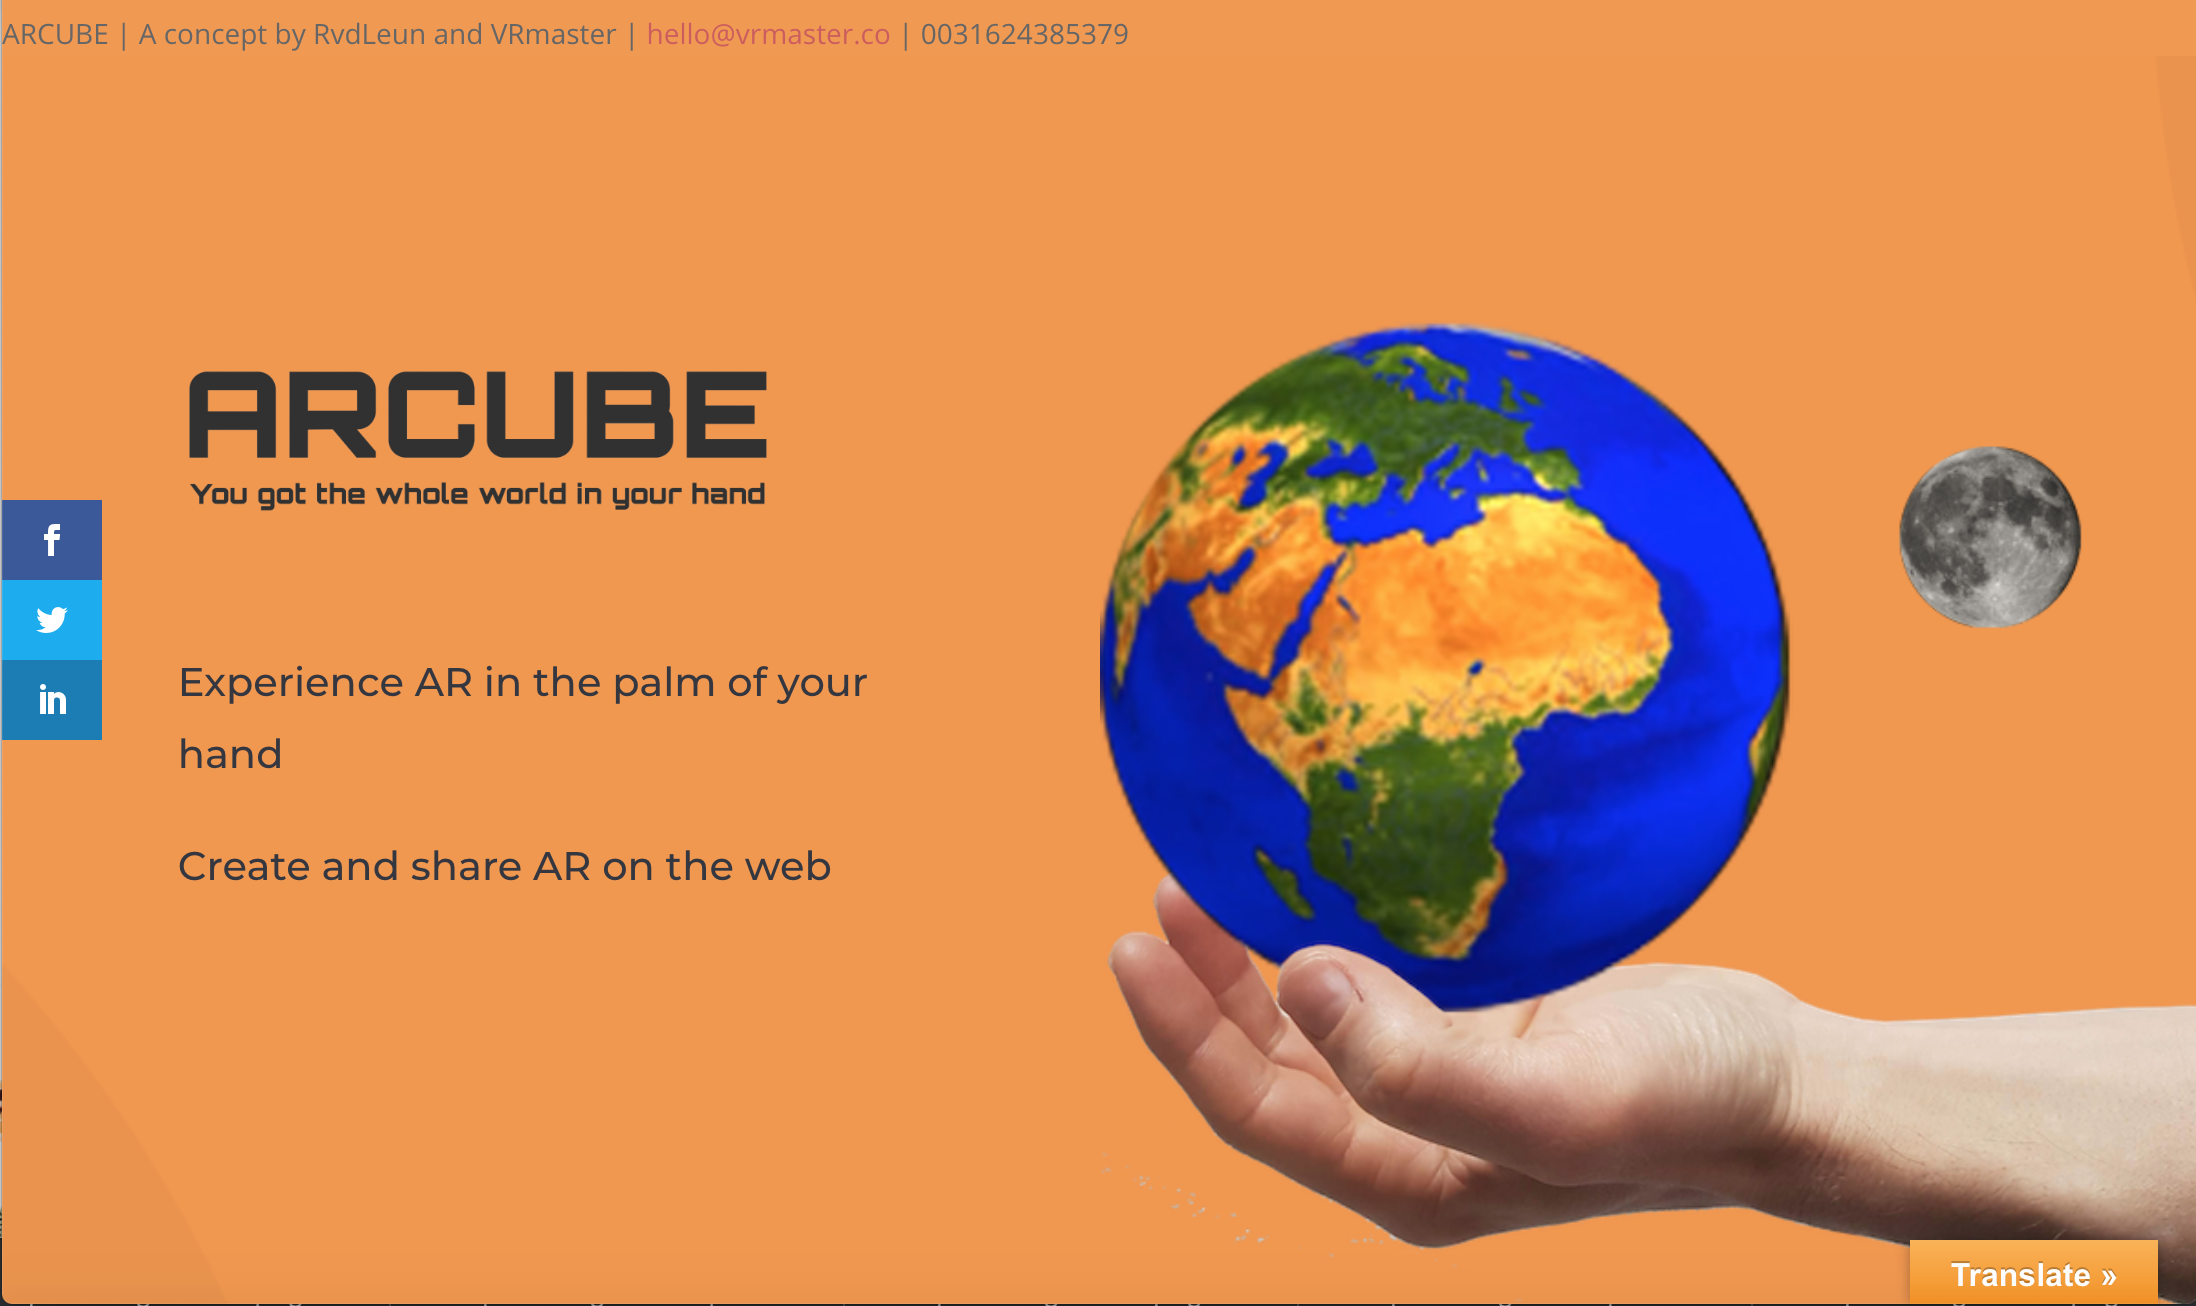 ARCUBE | A concept by RvdLeun and VRmaster | hello@vrmaster.co | 0031624385379
ARCUBE
You got the whole world in your hand
f
in
Experience AR in the palm of your
hand
Create and share AR on the web
Translate »